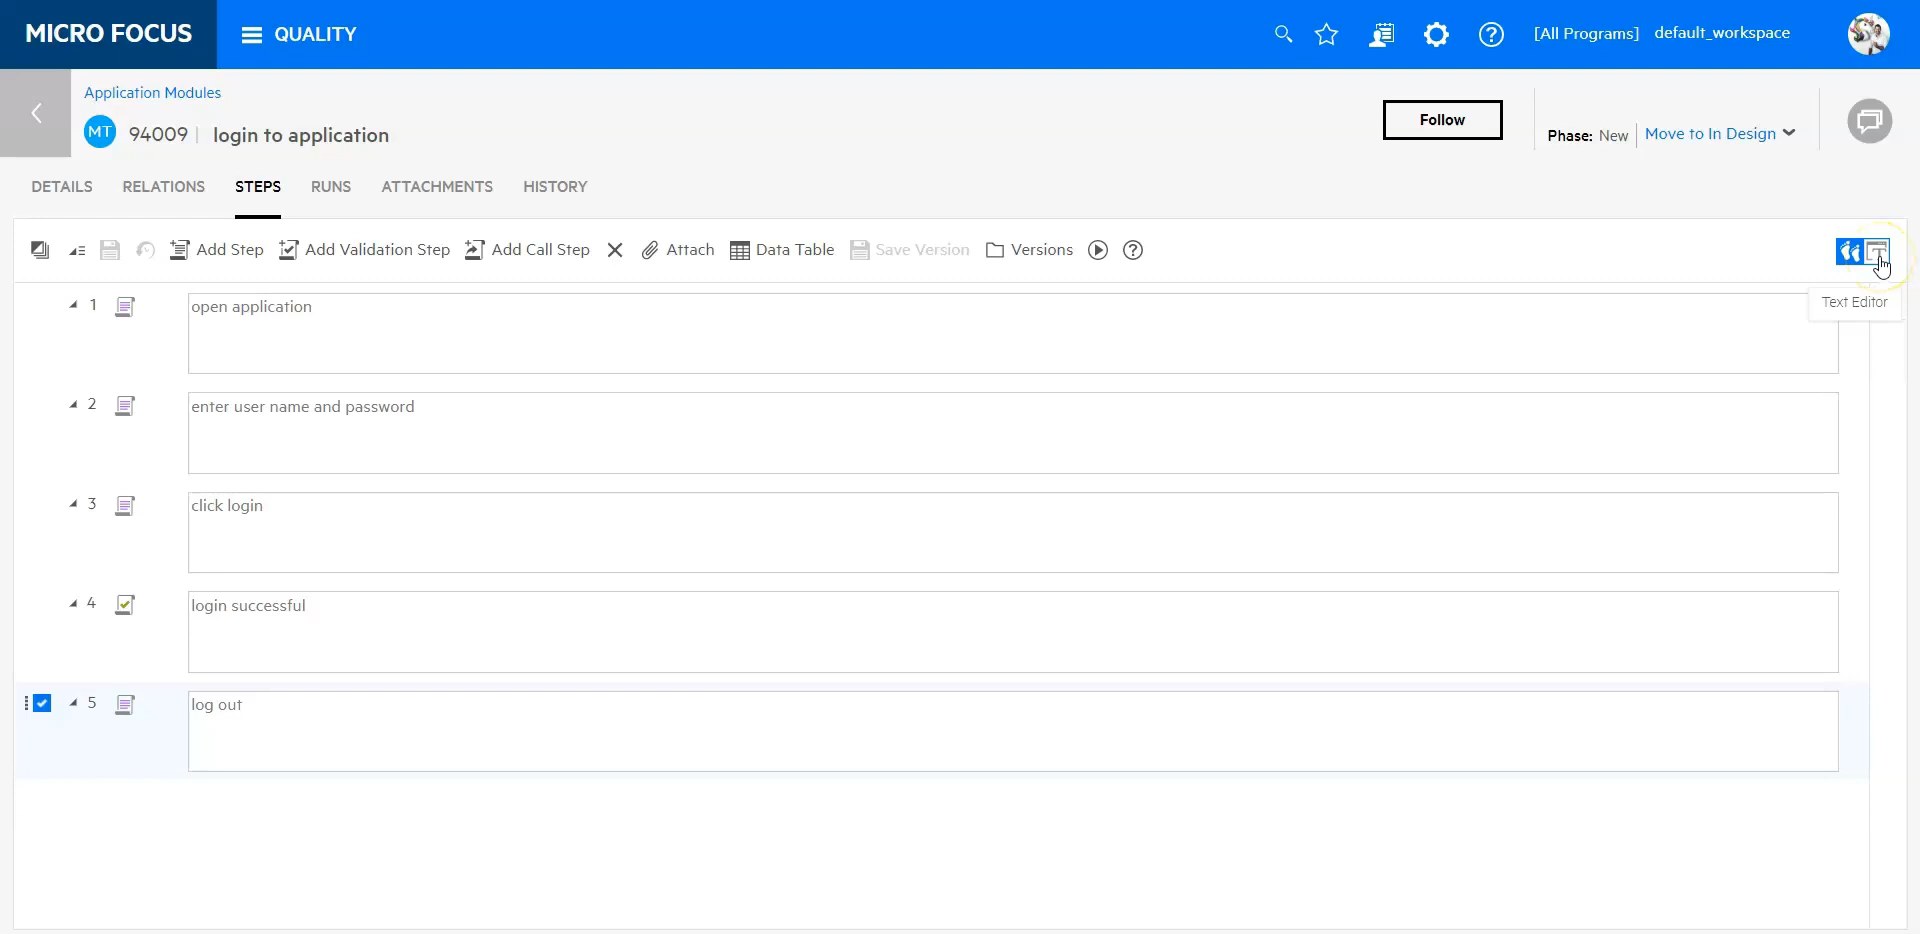 MICRO FOCUS QUALITY [All Programs] default_workspace
Application Modules
MT 94009 | login to application Follow Phase: New Move to In Design
DETAILS RELATIONS STEPS RUNS ATTACHMENTS HISTORY
Add Step Add Validation Step Add Call Step Attach Data Table Save Version Versions
Text Editor
1 open application
2 enter user name and password
3 click login
4 login successful
5 log out